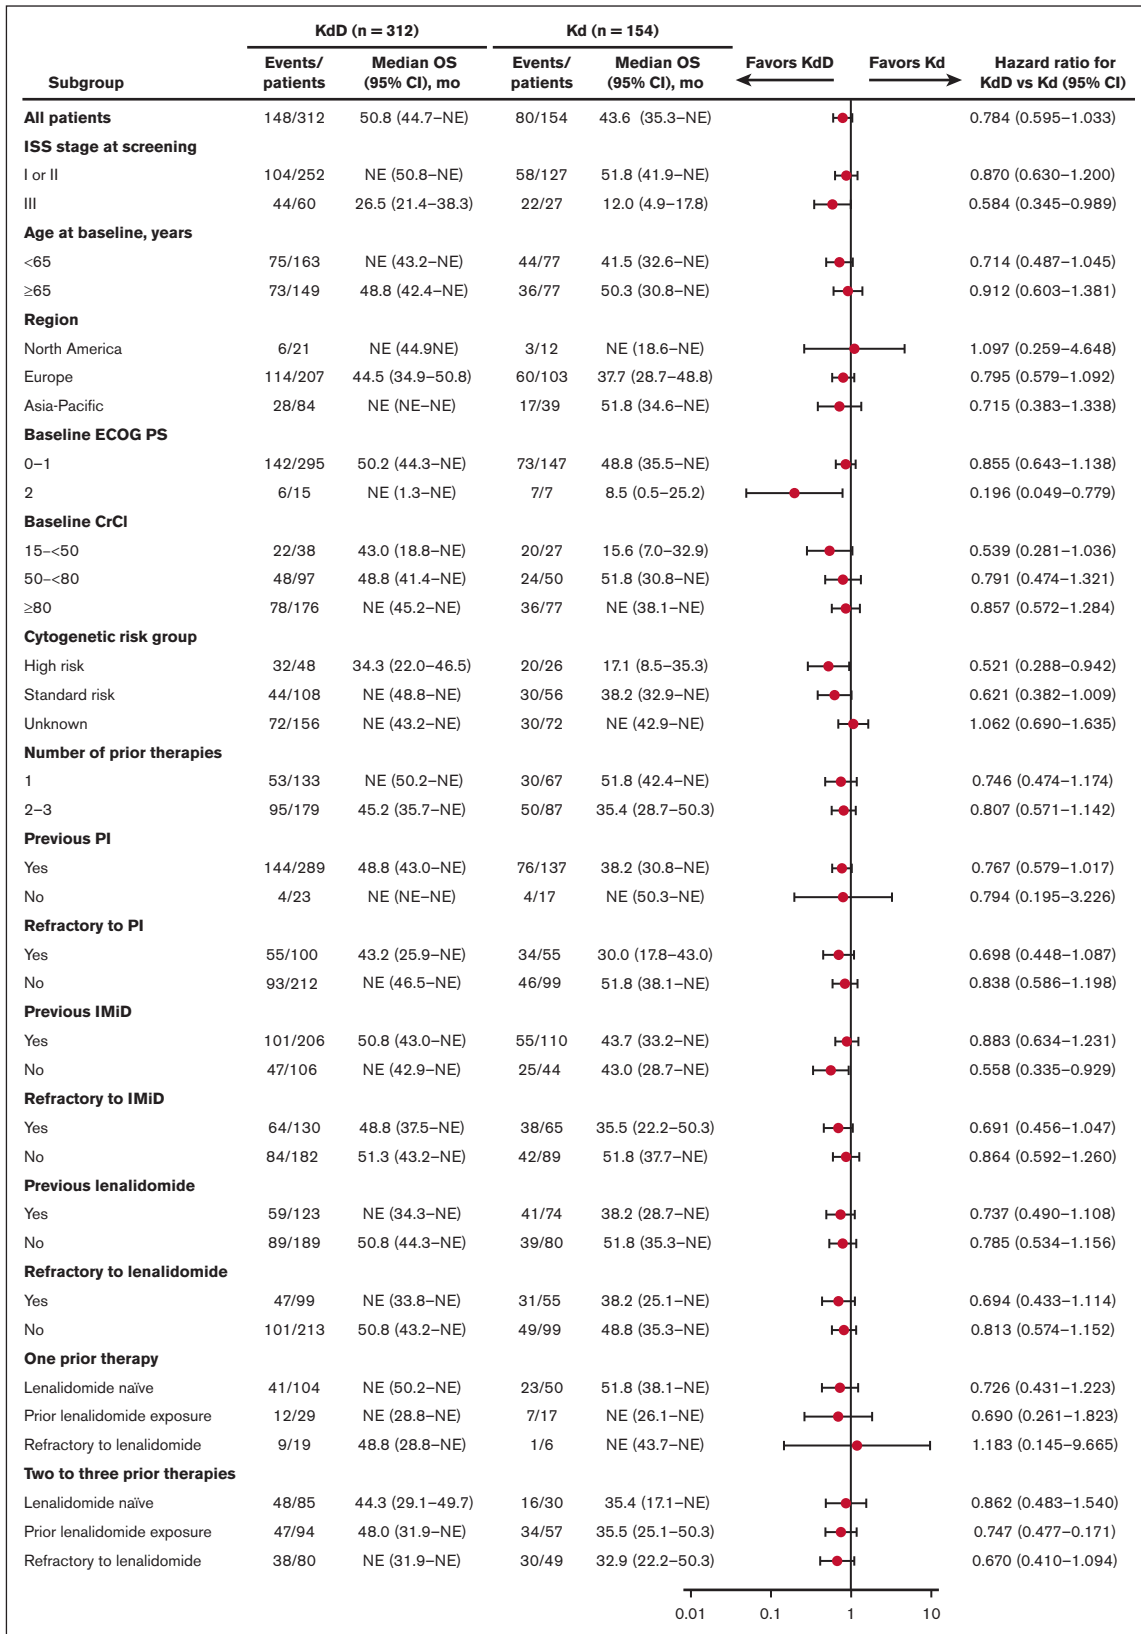 KdD (n = 312) Kd (n = 154)
Subgroup Events/ patients Median OS (95% CI), mo Events/ patients Median OS (95% CI), mo Favors KdD Favors Kd Hazard ratio for KdD vs Kd (95% CI)
All patients 148/312 50.8 (44.7–NE) 80/154 43.6 (35.3–NE) 0.784 (0.595–1.033)
ISS stage at screening
I or II 104/252 NE (50.8–NE) 58/127 51.8 (41.9–NE) 0.870 (0.630–1.200)
III 44/60 26.5 (21.4–38.3) 22/27 12.0 (4.9–17.8) 0.584 (0.345–0.989)
Age at baseline, years
<65 75/163 NE (43.2–NE) 44/77 41.5 (32.6–NE) 0.714 (0.487–1.045)
≥65 73/149 48.8 (42.4–NE) 36/77 50.3 (30.8–NE) 0.912 (0.603–1.381)
Region
North America 6/21 NE (44.9NE) 3/12 NE (18.6–NE) 1.097 (0.259–4.648)
Europe 114/207 44.5 (34.9–50.8) 60/103 37.7 (28.7–48.8) 0.795 (0.579–1.092)
Asia-Pacific 28/84 NE (NE–NE) 17/39 51.8 (34.6–NE) 0.715 (0.383–1.338)
Baseline ECOG PS
0–1 142/295 50.2 (44.3–NE) 73/147 48.8 (35.5–NE) 0.855 (0.643–1.138)
2 6/15 NE (1.3–NE) 7/7 8.5 (0.5–25.2) 0.196 (0.049–0.779)
Baseline CrCl
15–<50 22/38 43.0 (18.8–NE) 20/27 15.6 (7.0–32.9) 0.539 (0.281–1.036)
50–<80 48/97 48.8 (41.4–NE) 24/50 51.8 (30.8–NE) 0.791 (0.474–1.321)
≥80 78/176 NE (45.2–NE) 36/77 NE (38.1–NE) 0.857 (0.572–1.284)
Cytogenetic risk group
High risk 32/48 34.3 (22.0–46.5) 20/26 17.1 (8.5–35.3) 0.521 (0.288–0.942)
Standard risk 44/108 NE (48.8–NE) 30/56 38.2 (32.9–NE) 0.621 (0.382–1.009)
Unknown 72/156 NE (43.2–NE) 30/72 NE (42.9–NE) 1.062 (0.690–1.635)
Number of prior therapies
1 53/133 NE (50.2–NE) 30/67 51.8 (42.4–NE) 0.746 (0.474–1.174)
2–3 95/179 45.2 (35.7–NE) 50/87 35.4 (28.7–50.3) 0.807 (0.571–1.142)
Previous PI
Yes 144/289 48.8 (43.0–NE) 76/137 38.2 (30.8–NE) 0.767 (0.579–1.017)
No 4/23 NE (NE–NE) 4/17 NE (50.3–NE) 0.794 (0.195–3.226)
Refractory to PI
Yes 55/100 43.2 (25.9–NE) 34/55 30.0 (17.8–43.0) 0.698 (0.448–1.087)
No 93/212 NE (46.5–NE) 46/99 51.8 (38.1–NE) 0.838 (0.586–1.198)
Previous IMiD
Yes 101/206 50.8 (43.0–NE) 55/110 43.7 (33.2–NE) 0.883 (0.634–1.231)
No 47/106 NE (42.9–NE) 25/44 43.0 (28.7–NE) 0.558 (0.335–0.929)
Refractory to IMiD
Yes 64/130 48.8 (37.5–NE) 38/65 35.5 (22.2–50.3) 0.691 (0.456–1.047)
No 84/182 51.3 (43.2–NE) 42/89 51.8 (37.7–NE) 0.864 (0.592–1.260)
Previous lenalidomide
Yes 59/123 NE (34.3–NE) 41/74 38.2 (28.7–NE) 0.737 (0.490–1.108)
No 89/189 50.8 (44.3–NE) 39/80 51.8 (35.3–NE) 0.785 (0.534–1.156)
Refractory to lenalidomide
Yes 47/99 NE (33.8–NE) 31/55 38.2 (25.1–NE) 0.694 (0.433–1.114)
No 101/213 50.8 (43.2–NE) 49/99 48.8 (35.3–NE) 0.813 (0.574–1.152)
One prior therapy
Lenalidomide naïve 41/104 NE (50.2–NE) 23/50 51.8 (38.1–NE) 0.726 (0.431–1.223)
Prior lenalidomide exposure 12/29 NE (28.8–NE) 7/17 NE (26.1–NE) 0.690 (0.261–1.823)
Refractory to lenalidomide 9/19 48.8 (28.8–NE) 1/6 NE (43.7–NE) 1.183 (0.145–9.665)
Two to three prior therapies
Lenalidomide naïve 48/85 44.3 (29.1–49.7) 16/30 35.4 (17.1–NE) 0.862 (0.483–1.540)
Prior lenalidomide exposure 47/94 48.0 (31.9–NE) 34/57 35.5 (25.1–50.3) 0.747 (0.477–0.171)
Refractory to lenalidomide 38/80 NE (31.9–NE) 30/49 32.9 (22.2–50.3) 0.670 (0.410–1.094)
0.01 0.1 1 10